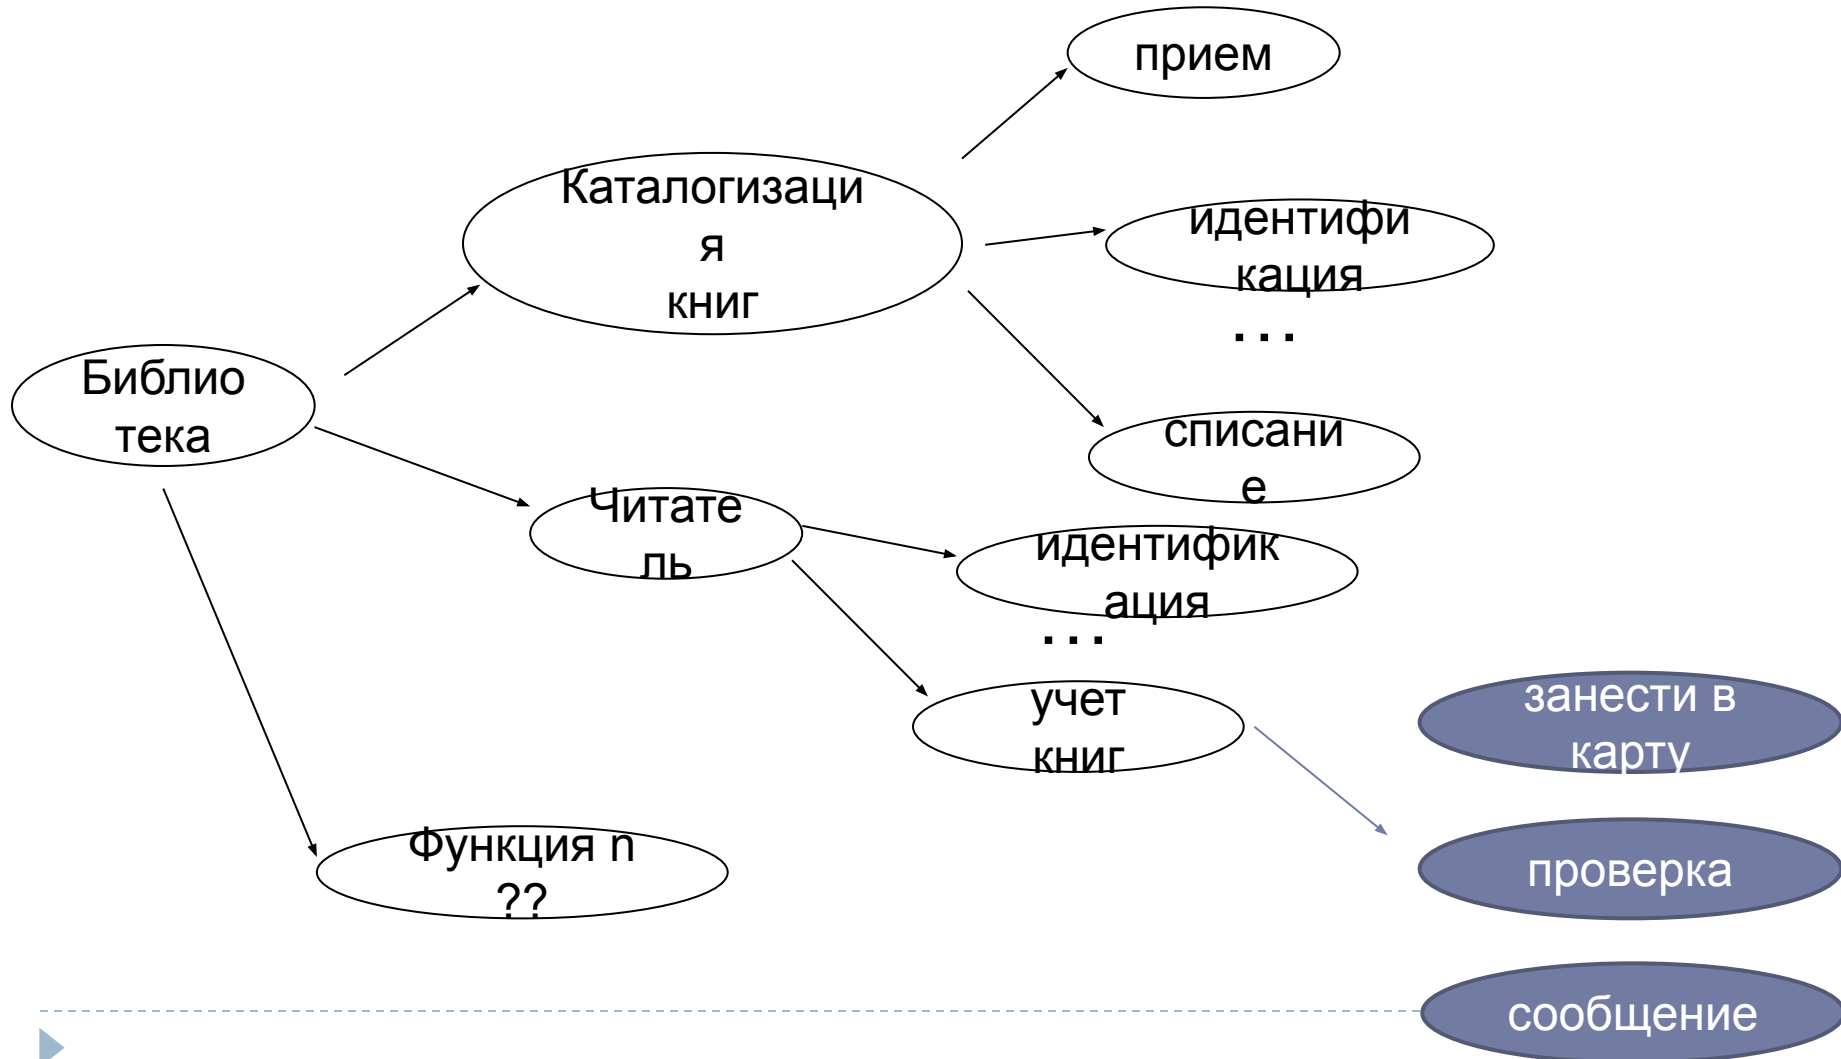 прием
Каталогизаци
я
книг
идентифи
кация
...
Библио
тека
списани
е
Читате
ль
идентифик
ация
...
учет
книг
занести в
карту
Функция n
??
проверка
сообщение